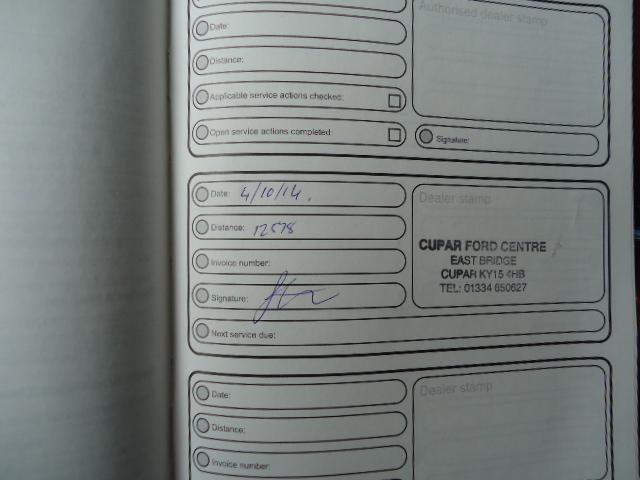 Authorised dealer stamp
Date:
Distance:
Applicable service actions checked:
Open service actions completed:
Signature:
Date: 4/10/14.
Distance: 12578
Invoice number:
Signature:
Next service due:
Dealer stamp
CUPAR FORD CENTRE
EAST BRIDGE
CUPAR KY15 4HB
TEL: 01334 650627
Date:
Distance:
Invoice number:
Dealer stamp